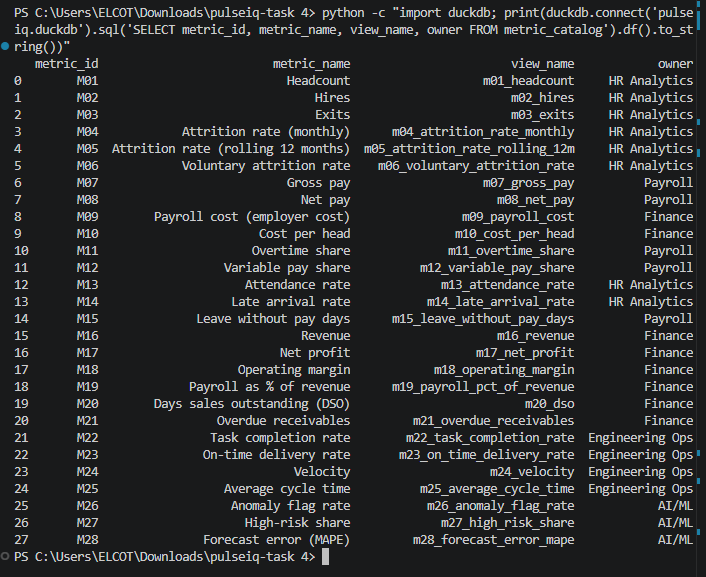 PS C:\Users\ELCOT\Downloads\pulseiq-task 4> python -c "import duckdb; print(duckdb.connect('pulse
iq.duckdb').sql('SELECT metric_id, metric_name, view_name, owner FROM metric_catalog').df().to_st
ring())"
metric_id metric_name view_name owner
0 M01 Headcount m01_headcount HR Analytics
1 M02 Hires m02_hires HR Analytics
2 M03 Exits m03_exits HR Analytics
3 M04 Attrition rate (monthly) m04_attrition_rate_monthly HR Analytics
4 M05 Attrition rate (rolling 12 months) m05_attrition_rate_rolling_12m HR Analytics
5 M06 Voluntary attrition rate m06_voluntary_attrition_rate HR Analytics
6 M07 Gross pay m07_gross_pay Payroll
7 M08 Net pay m08_net_pay Payroll
8 M09 Payroll cost (employer cost) m09_payroll_cost Finance
9 M10 Cost per head m10_cost_per_head Finance
10 M11 Overtime share m11_overtime_share Payroll
11 M12 Variable pay share m12_variable_pay_share Payroll
12 M13 Attendance rate m13_attendance_rate HR Analytics
13 M14 Late arrival rate m14_late_arrival_rate HR Analytics
14 M15 Leave without pay days m15_leave_without_pay_days Payroll
15 M16 Revenue m16_revenue Finance
16 M17 Net profit m17_net_profit Finance
17 M18 Operating margin m18_operating_margin Finance
18 M19 Payroll as % of revenue m19_payroll_pct_of_revenue Finance
19 M20 Days sales outstanding (DSO) m20_dso Finance
20 M21 Overdue receivables m21_overdue_receivables Finance
21 M22 Task completion rate m22_task_completion_rate Engineering Ops
22 M23 On-time delivery rate m23_on_time_delivery_rate Engineering Ops
23 M24 Velocity m24_velocity Engineering Ops
24 M25 Average cycle time m25_average_cycle_time Engineering Ops
25 M26 Anomaly flag rate m26_anomaly_flag_rate AI/ML
26 M27 High-risk share m27_high_risk_share AI/ML
27 M28 Forecast error (MAPE) m28_forecast_error_mape AI/ML
PS C:\Users\ELCOT\Downloads\pulseiq-task 4>